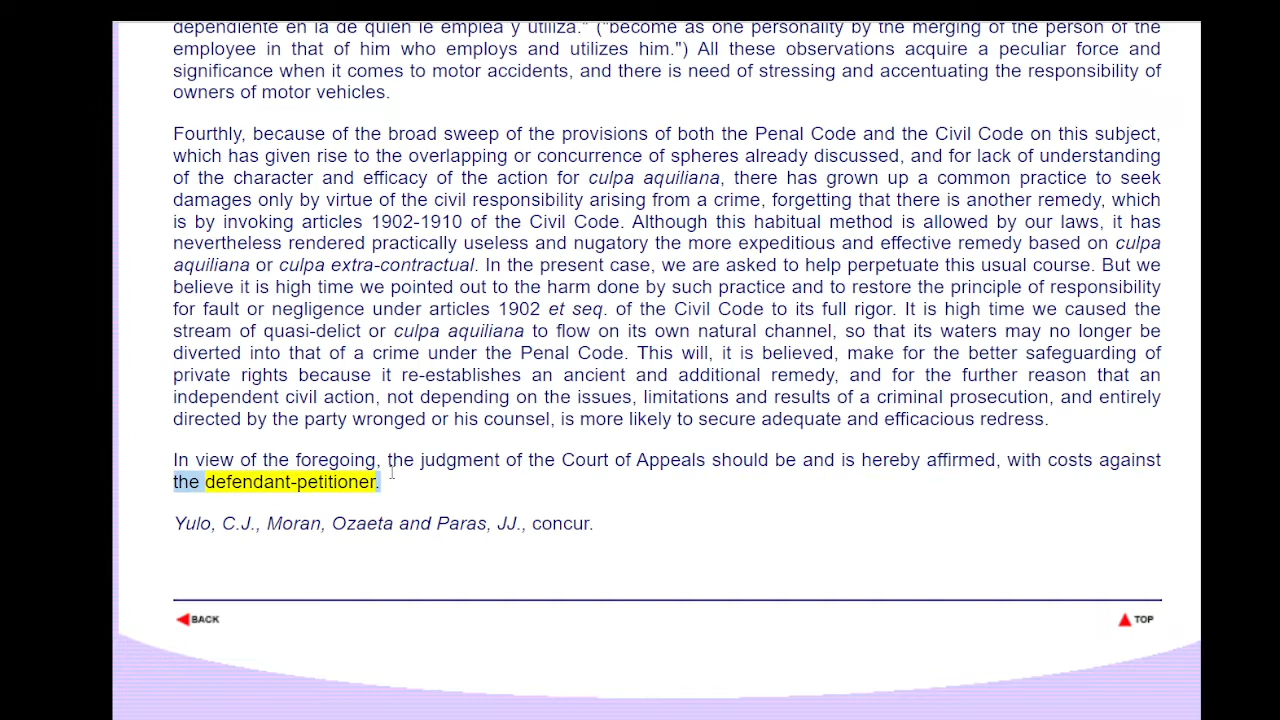 dependiente en la de quien le emplea y utiliza." ("become as one personality by the merging of the person of the
employee in that of him who employs and utilizes him.") All these observations acquire a peculiar force and
significance when it comes to motor accidents, and there is need of stressing and accentuating the responsibility of
owners of motor vehicles.
Fourthly, because of the broad sweep of the provisions of both the Penal Code and the Civil Code on this subject,
which has given rise to the overlapping or concurrence of spheres already discussed, and for lack of understanding
of the character and efficacy of the action for culpa aquiliana, there has grown up a common practice to seek
damages only by virtue of the civil responsibility arising from a crime, forgetting that there is another remedy, which
is by invoking articles 1902-1910 of the Civil Code. Although this habitual method is allowed by our laws, it has
nevertheless rendered practically useless and nugatory the more expeditious and effective remedy based on culpa
aquiliana or culpa extra-contractual. In the present case, we are asked to help perpetuate this usual course. But we
believe it is high time we pointed out to the harm done by such practice and to restore the principle of responsibility
for fault or negligence under articles 1902 et seq. of the Civil Code to its full rigor. It is high time we caused the
stream of quasi-delict or culpa aquiliana to flow on its own natural channel, so that its waters may no longer be
diverted into that of a crime under the Penal Code. This will, it is believed, make for the better safeguarding of
private rights because it re-establishes an ancient and additional remedy, and for the further reason that an
independent civil action, not depending on the issues, limitations and results of a criminal prosecution, and entirely
directed by the party wronged or his counsel, is more likely to secure adequate and efficacious redress.
In view of the foregoing, the judgment of the Court of Appeals should be and is hereby affirmed, with costs against
the defendant-petitioner.
Yulo, C.J., Moran, Ozaeta and Paras, JJ., concur.
BACK
TOP